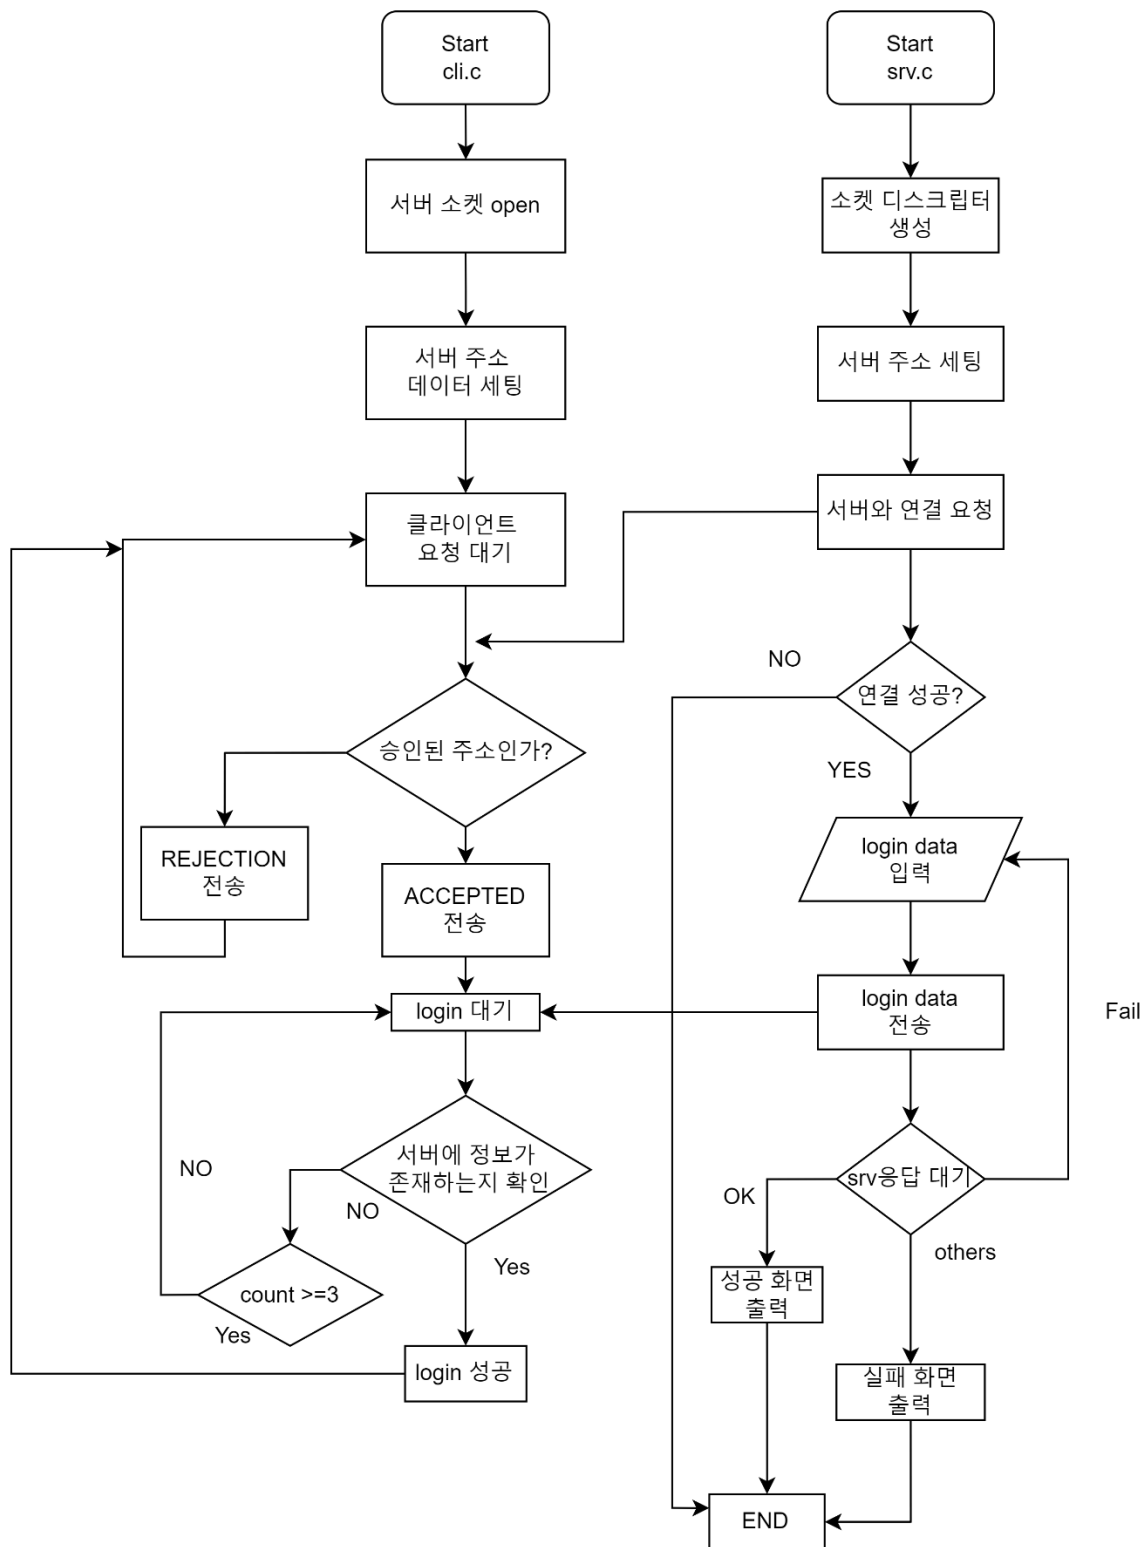 Start
cli.c
Start
srv.c
서버 소켓 open
소켓 디스크립터
생성
서버 주소
데이터 세팅
서버 주소 세팅
클라이언트
요청 대기
서버와 연결 요청
NO
연결 성공?
승인된 주소인가?
YES
REJECTION
전송
ACCEPTED
전송
login data
입력
login 대기
login data
전송
Fail
NO
서버에 정보가
존재하는지 확인
NO
srv응답 대기
OK
others
Yes
count >=3
Yes
성공 화면
출력
login 성공
실패 화면
출력
END